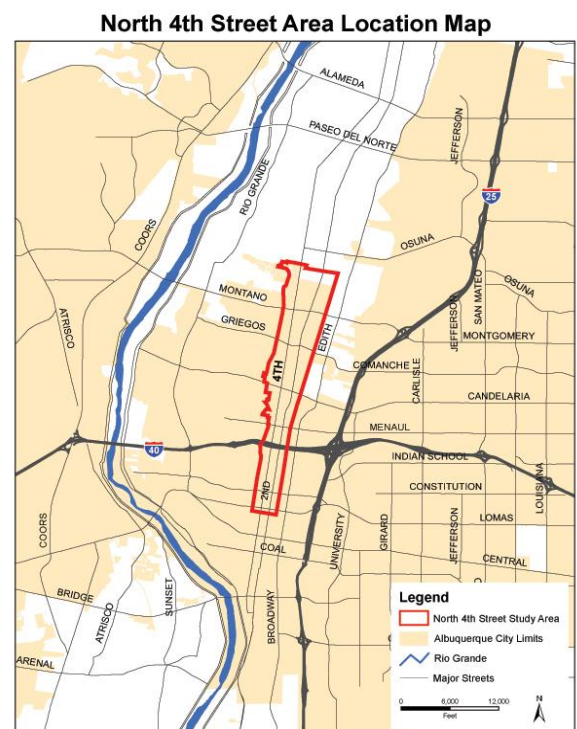 North 4th Street Area Location Map
ALAMEDA
PASEO DEL NORTE
JEFFERSON
RIO GRANDE
25
COORS
OSUNA
OSUNA
SAN MATEO
MONTANO
ATRISCO
GRIEGOS
EDITH
JEFFERSON
MONTGOMERY
4TH
COMANCHE
CARLISLE
CANDELARIA
MENAUL
40
INDIAN SCHOOL
2ND
CONSTITUTION
LOUISIANA
COORS
UNIVERSITY
GIRARD
JEFFERSON
LOMAS
COAL
CENTRAL
BRIDGE
ATRISCO
SUNSET
BROADWAY
ARENAL
Legend
North 4th Street Study Area
Albuquerque City Limits
Rio Grande
Major Streets
0 6,000 12,000
Feet
N